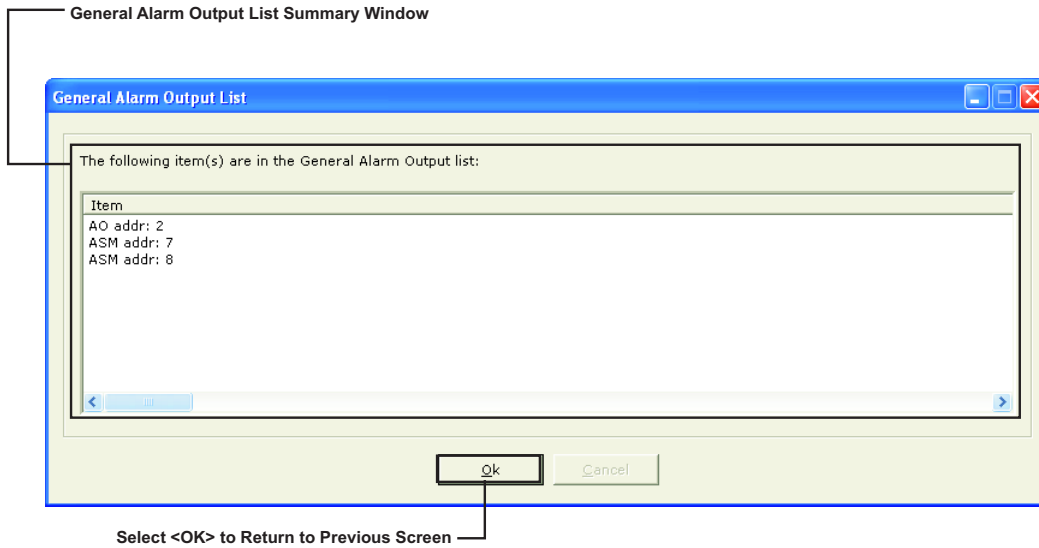 General Alarm Output List Summary Window
General Alarm Output List
The following item(s) are in the General Alarm Output list:
Item
AO addr: 2
ASM addr: 7
ASM addr: 8
Ok Cancel
Select <OK> to Return to Previous Screen